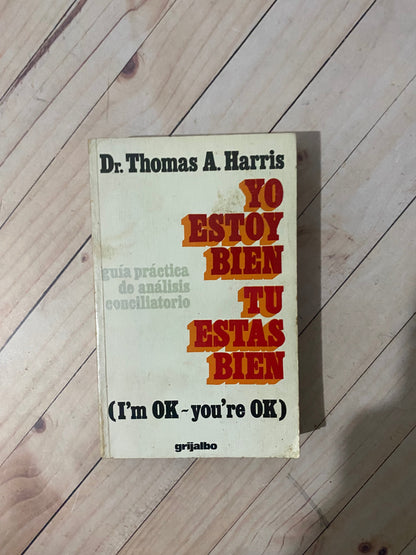 Dr. Thomas A. Harris
YO
ESTOY
BIEN
guía práctica
de análisis
conciliatorio
TU
ESTAS
BIEN
(I'm OK ~ you're OK)
grijalbo